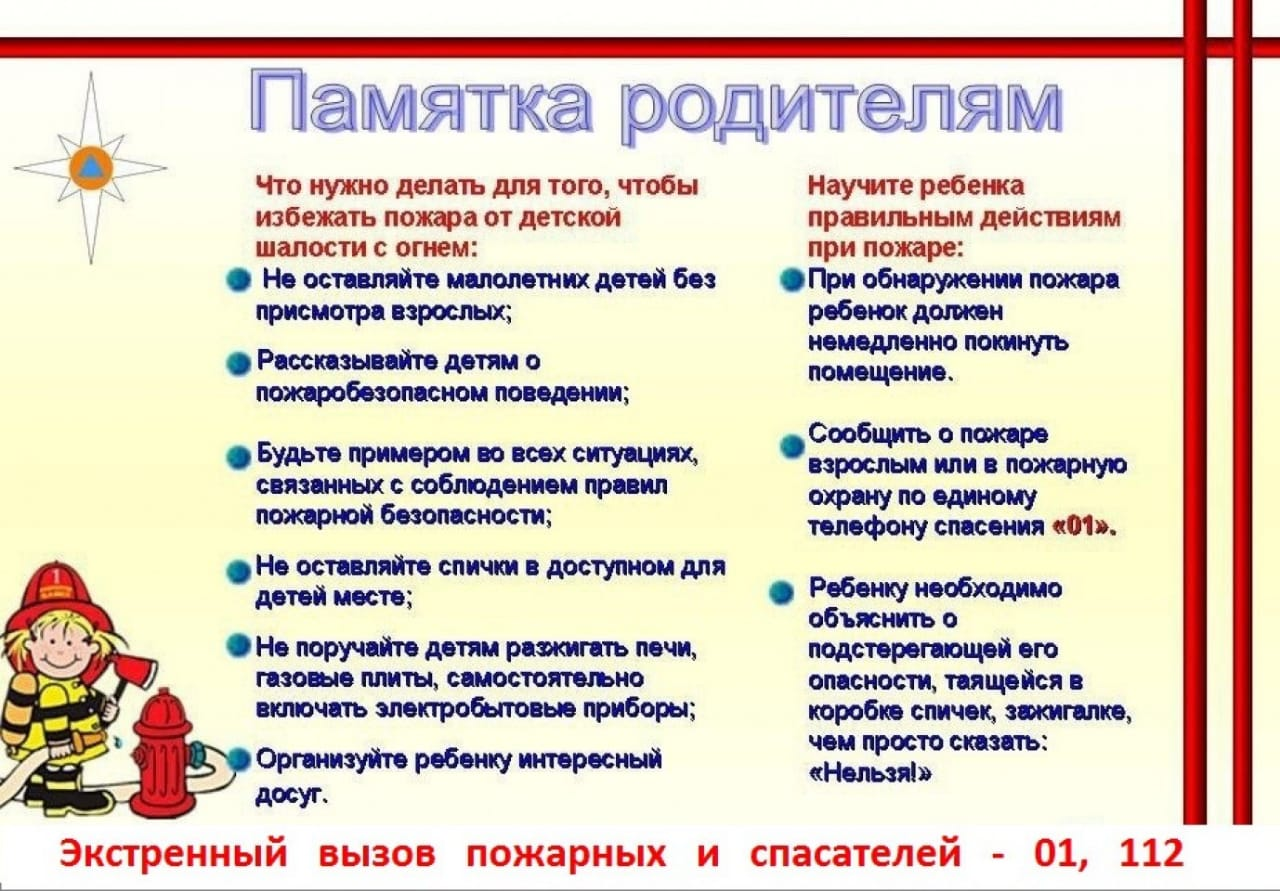 Памятка родителям
Что нужно делать для того, чтобы
избежать пожара от детской
шалости с огнем:
Не оставляйте малолетних детей без
присмотра взрослых;
Рассказывайте детям о
пожаробезопасном поведении;
Будьте примером во всех ситуациях,
связанных с соблюдением правил
пожарной безопасности;
Не оставляйте спички в доступном для
детей месте;
Не поручайте детям разжигать печи,
газовые плиты, самостоятельно
включать электробытовые приборы;
Организуйте ребенку интересный
досуг.
Научите ребенка
правильным действиям
при пожаре:
При обнаружении пожара
ребенок должен
немедленно покинуть
помещение.
Сообщить о пожаре
взрослым или в пожарную
охрану по единому
телефону спасения «01».
Ребенку необходимо
объяснить о
подстерегающей его
опасности, таящейся в
коробке спичек, зажигалке,
чем просто сказать:
«Нельзя!»
1
Экстренный вызов пожарных и спасателей - 01, 112